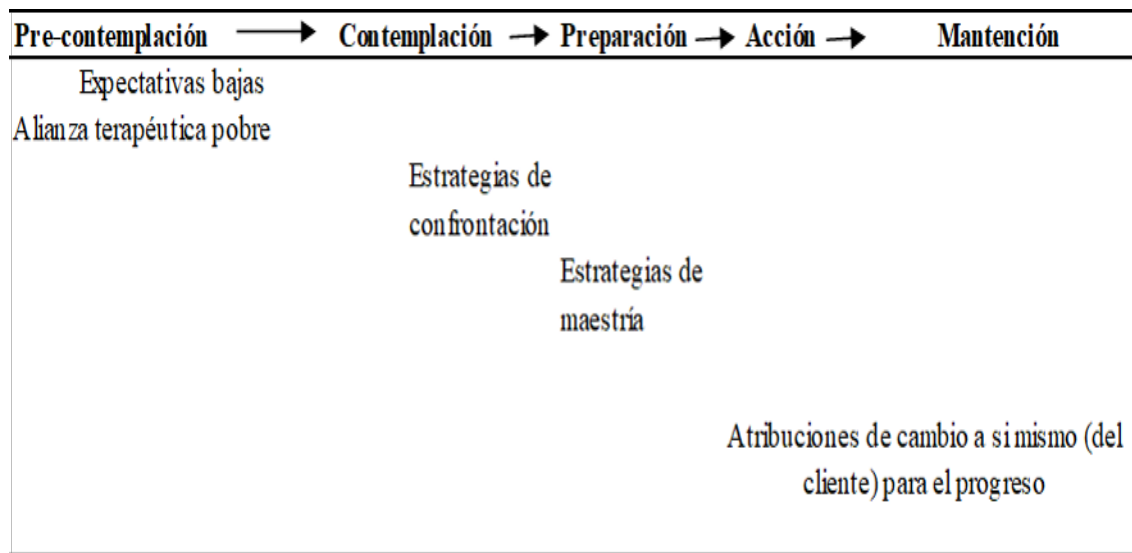 Pre-contemplación → Contemplación → Preparación → Acción → Mantención
Expectativas bajas
Alianza terapéutica pobre
Estrategias de
confrontación
Estrategias de
maestría
Atribuciones de cambio a si mismo (del
cliente) para el progreso